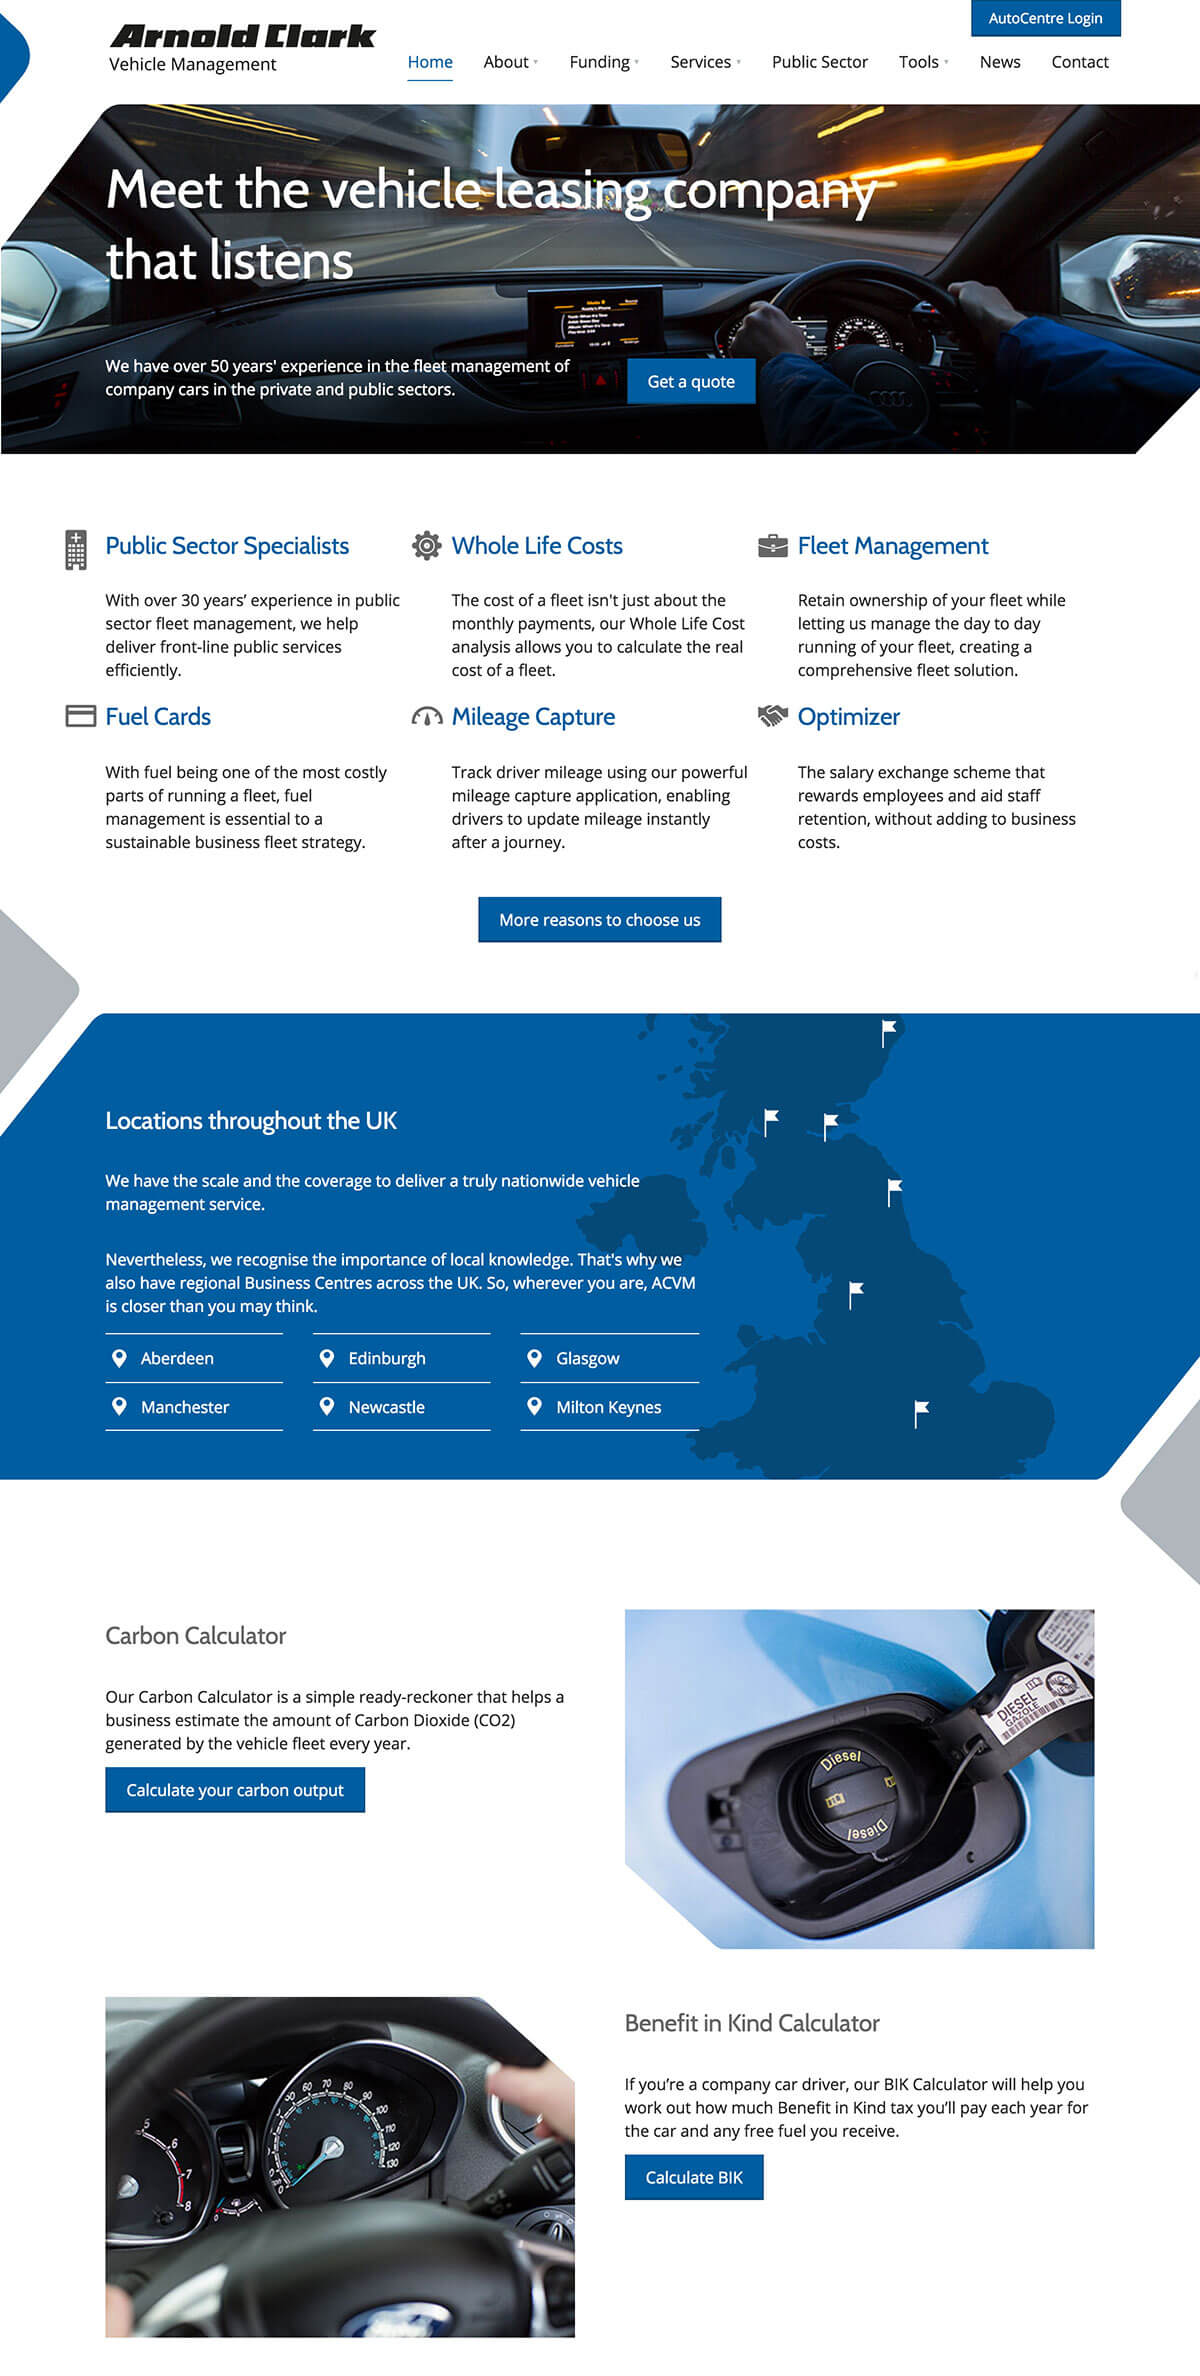 AutoCentre Login
Arnold Clark
Vehicle Management
Home About Funding Services Public Sector Tools News Contact
Meet the vehicle leasing company
that listens
We have over 50 years' experience in the fleet management of
company cars in the private and public sectors.
Get a quote
Public Sector Specialists
With over 30 years’ experience in public
sector fleet management, we help
deliver front-line public services
efficiently.
Whole Life Costs
The cost of a fleet isn't just about the
monthly payments, our Whole Life Cost
analysis allows you to calculate the real
cost of a fleet.
Fleet Management
Retain ownership of your fleet while
letting us manage the day to day
running of your fleet, creating a
comprehensive fleet solution.
Fuel Cards
With fuel being one of the most costly
parts of running a fleet, fuel
management is essential to a
sustainable business fleet strategy.
Mileage Capture
Track driver mileage using our powerful
mileage capture application, enabling
drivers to update mileage instantly
after a journey.
Optimizer
The salary exchange scheme that
rewards employees and aid staff
retention, without adding to business
costs.
More reasons to choose us
Locations throughout the UK
We have the scale and the coverage to deliver a truly nationwide vehicle
management service.
Nevertheless, we recognise the importance of local knowledge. That's why we
also have regional Business Centres across the UK. So, wherever you are, ACVM
is closer than you may think.
Aberdeen Edinburgh Glasgow
Manchester Newcastle Milton Keynes
Carbon Calculator
Our Carbon Calculator is a simple ready-reckoner that helps a
business estimate the amount of Carbon Dioxide (CO2)
generated by the vehicle fleet every year.
Calculate your carbon output
DIESEL
GAZOLE
Diesel
Diesel
Benefit in Kind Calculator
If you’re a company car driver, our BIK Calculator will help you
work out how much Benefit in Kind tax you’ll pay each year for
the car and any free fuel you receive.
Calculate BIK
5 6 7 8
60 70 80 90 100 110 120 130